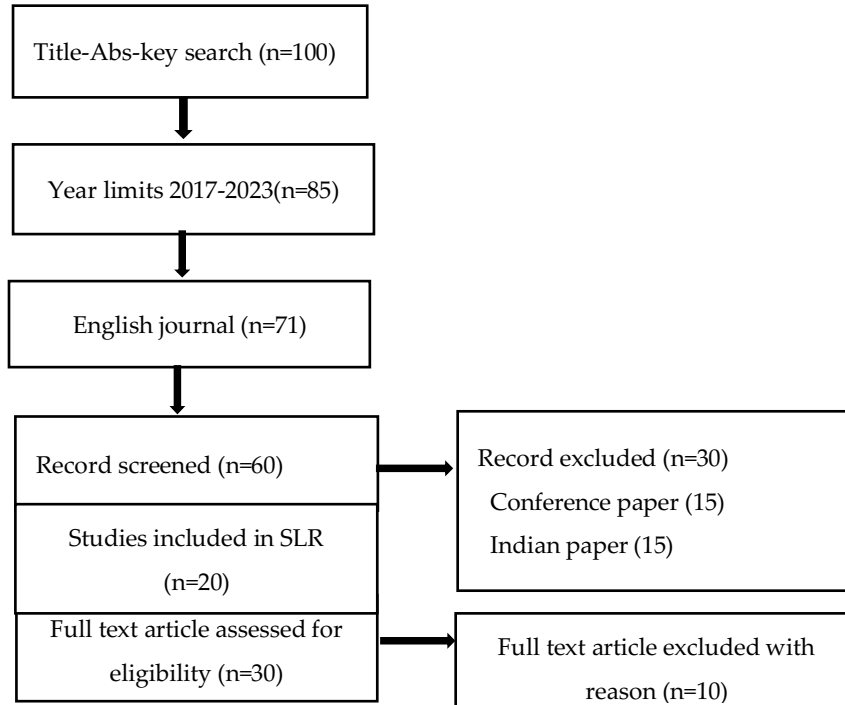 Title-Abs-key search (n=100)
Year limits 2017-2023(n=85)
English journal (n=71)
Record screened (n=60)
Record excluded (n=30)
Conference paper (15)
Indian paper (15)
Studies included in SLR
(n=20)
Full text article assessed for
eligibility (n=30)
Full text article excluded with
reason (n=10)